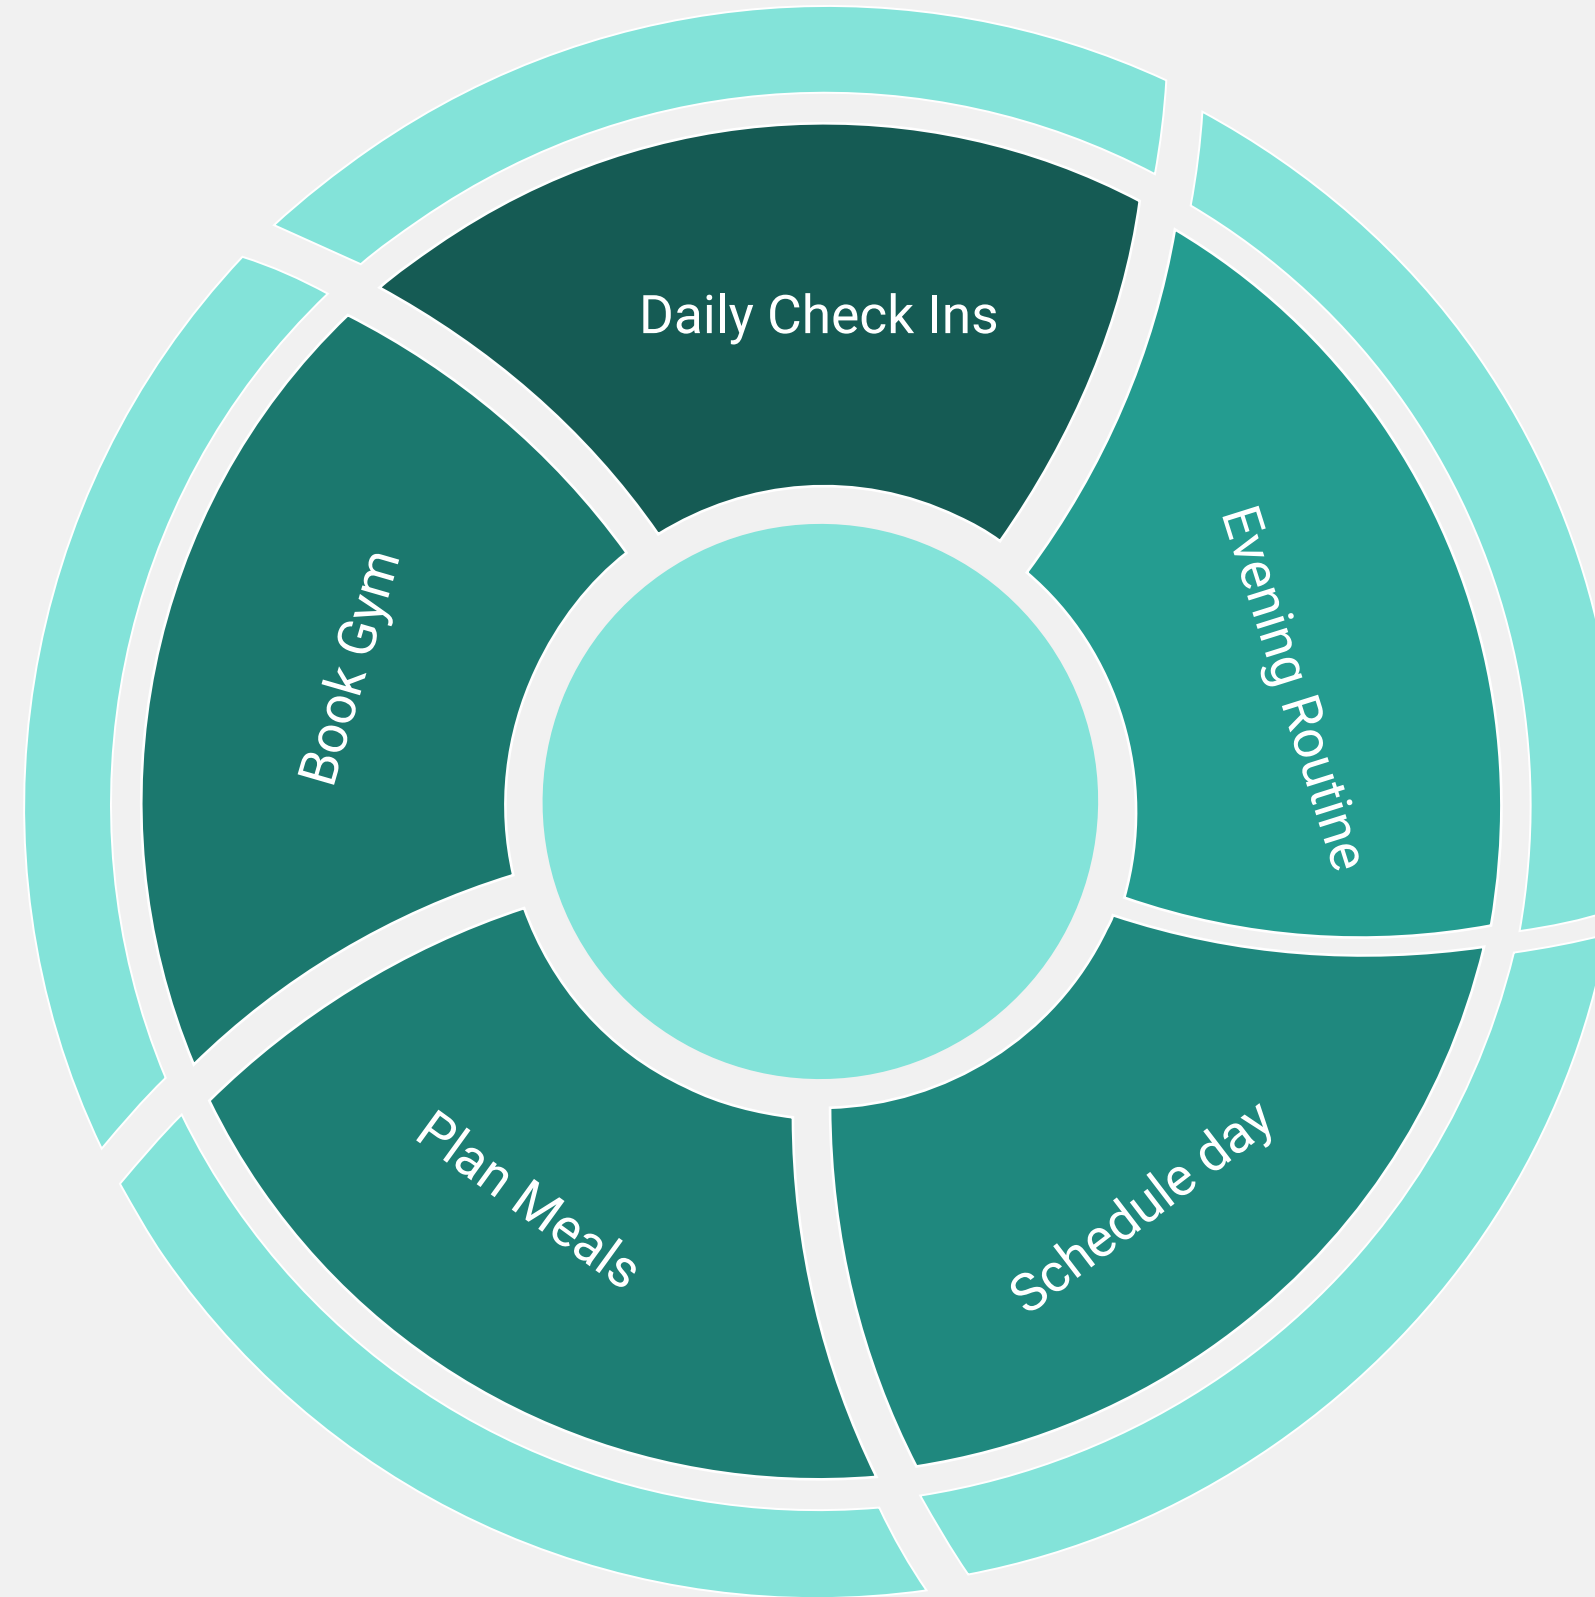 Daily Check Ins
Evening Routine
Schedule day
Plan Meals
Book Gym